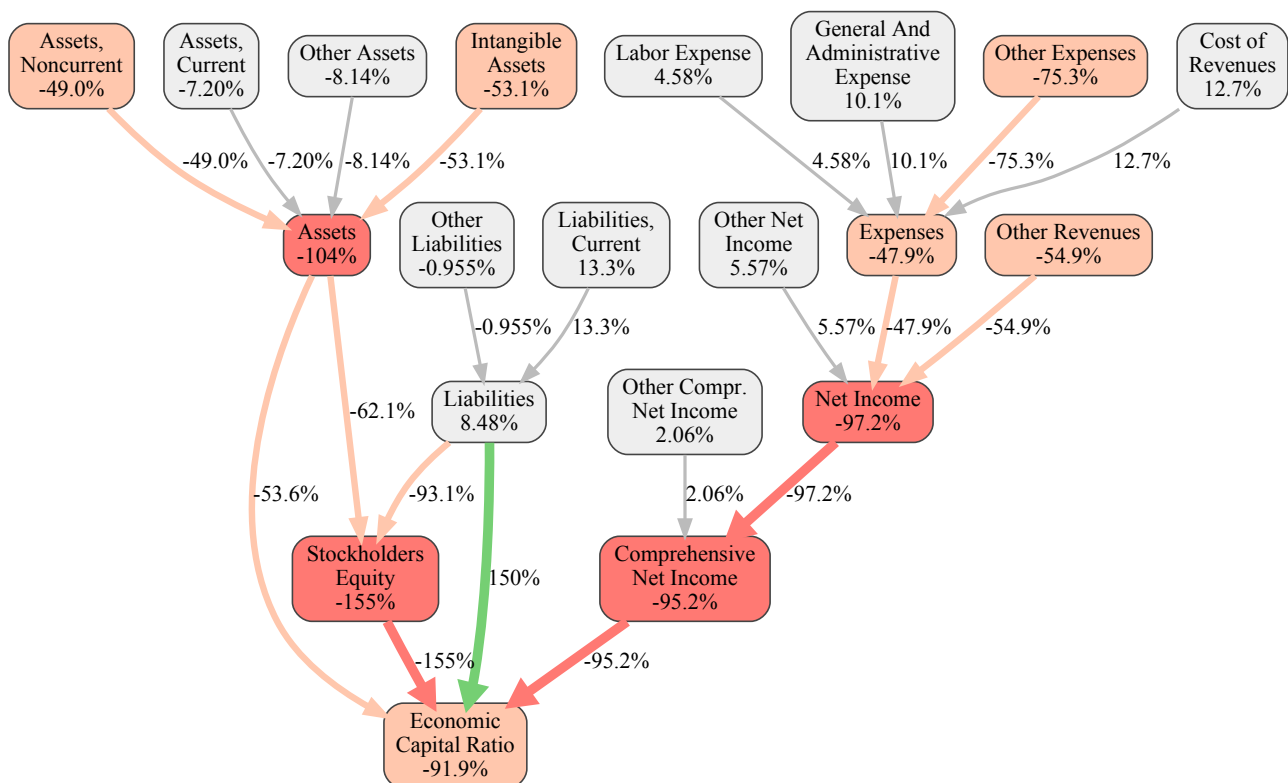 Assets,
Noncurrent
-49.0%
Assets,
Current
-7.20%
Other Assets
-8.14%
Intangible
Assets
-53.1%
Labor Expense
4.58%
General And
Administrative
Expense
10.1%
Other Expenses
-75.3%
Cost of
Revenues
12.7%
-49.0%
-7.20%
-8.14%
-53.1%
4.58%
10.1%
-75.3%
12.7%
Assets
-104%
Other
Liabilities
-0.955%
Liabilities,
Current
13.3%
Other Net
Income
5.57%
Expenses
-47.9%
Other Revenues
-54.9%
-0.955%
13.3%
5.57%
-47.9%
-54.9%
-62.1%
Liabilities
8.48%
Other Compr.
Net Income
2.06%
Net Income
-97.2%
-53.6%
-93.1%
2.06%
-97.2%
Stockholders
Equity
-155%
150%
Comprehensive
Net Income
-95.2%
-155%
-95.2%
Economic
Capital Ratio
-91.9%